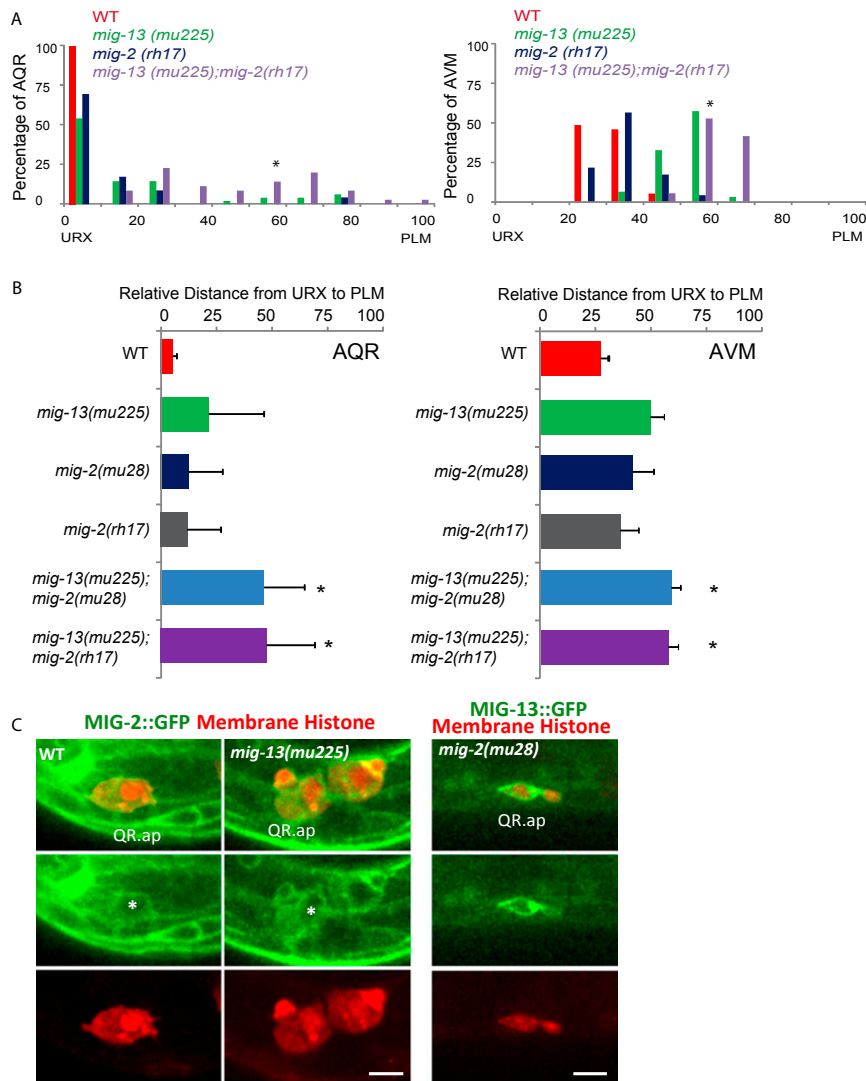 A
WT
mig-13 (mu225)
mig-2 (rh17)
mig-13 (mu225);mig-2(rh17)
Percentage of AQR
100
75
50
25
0
0 20 40 60 80 100
URX PLM
*
WT
mig-13 (mu225)
mig-2 (rh17)
mig-13 (mu225);mig-2(rh17)
Percentage of AVM
100
75
50
25
0
20 40 60 80 100
URX PLM
*
B
Relative Distance from URX to PLM
0 25 50 75 100
AQR
WT
mig-13(mu225)
mig-2(mu28)
mig-2(rh17)
mig-13(mu225);
mig-2(mu28)
*
mig-13(mu225);
mig-2(rh17)
*
Relative Distance from URX to PLM
0 25 50 75 100
AVM
WT
mig-13(mu225)
mig-2(mu28)
mig-2(rh17)
mig-13(mu225);
mig-2(mu28)
*
mig-13(mu225);
mig-2(rh17)
*
C
MIG-2::GFP Membrane Histone
WT
mig-13(mu225)
QR.ap
QR.ap
*
*
MIG-13::GFP
Membrane Histone
mig-2(mu28)
QR.ap